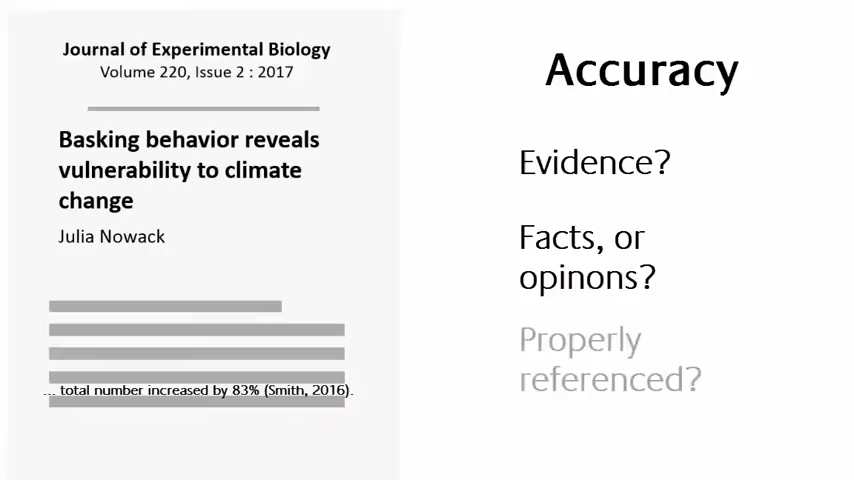 Journal of Experimental Biology
Volume 220, Issue 2 : 2017
Basking behavior reveals
vulnerability to climate
change
Julia Nowack
... total number increased by 83% (Smith, 2016).
Accuracy
Evidence?
Facts, or
opinons?
Properly
referenced?